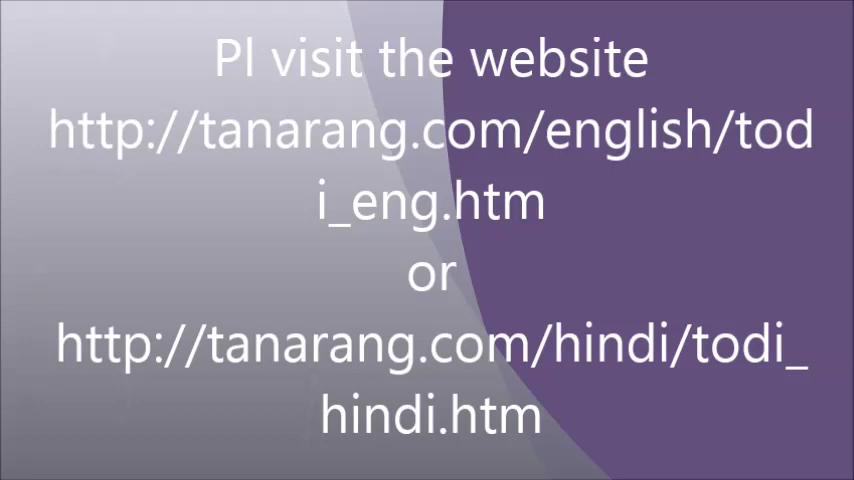 Pl visit the website
http://tanarang.com/english/tod
i_eng.htm
or
http://tanarang.com/hindi/todi_
hindi.htm